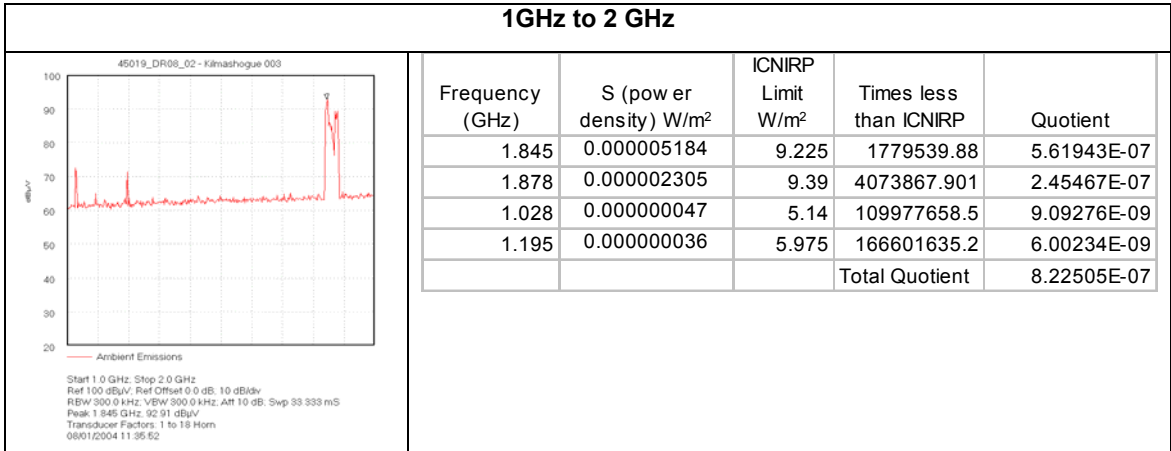 1GHz to 2 GHz
45019_DR08_02 - Kilmashogue 003
100
90
80
70
60
50
40
30
20
dBµV
Ambient Emissions
Start 1.0 GHz; Stop 2.0 GHz
Ref 100 dBµV; Ref Offset 0.0 dB; 10 dB/div
RBW 300.0 kHz; VBW 300.0 kHz; Att 10 dB; Swp 33.333 mS
Peak 1.845 GHz, 92.91 dBµV
Transducer Factors: 1 to 18 Horn
08/01/2004 11:35:52
Frequency (GHz) S (pow er density) W/m² ICNIRP Limit W/m² Times less than ICNIRP Quotient
1.845 0.000005184 9.225 1779539.88 5.61943E-07
1.878 0.000002305 9.39 4073867.901 2.45467E-07
1.028 0.000000047 5.14 109977658.5 9.09276E-09
1.195 0.000000036 5.975 166601635.2 6.00234E-09
Total Quotient 8.22505E-07